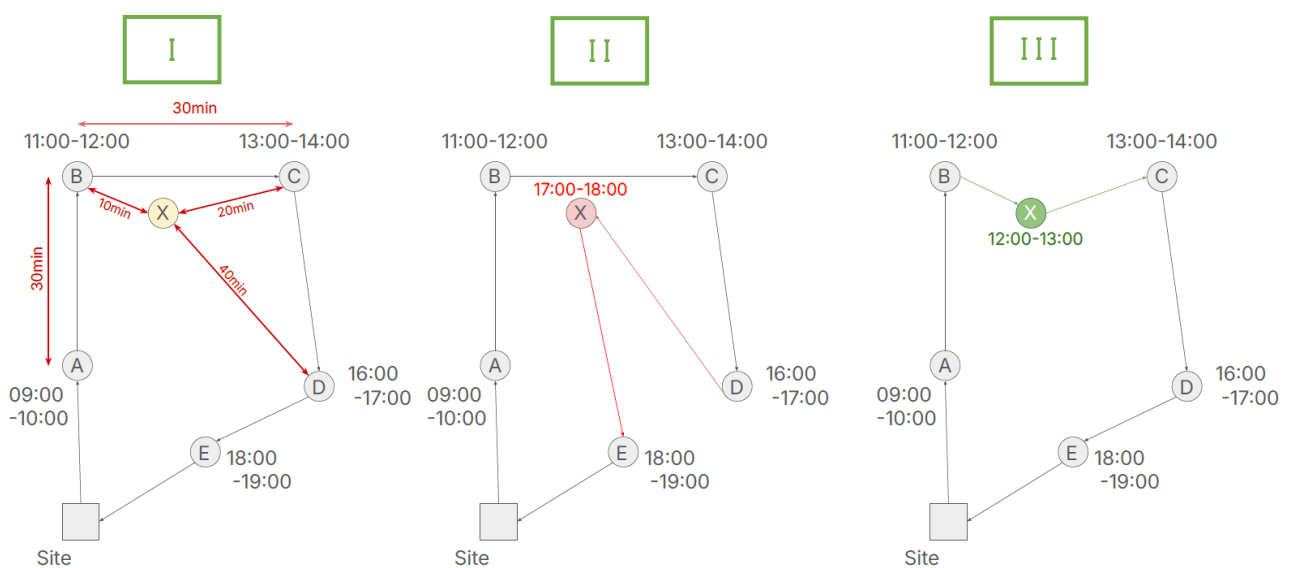 I
30min
11:00-12:00
13:00-14:00
B
C
10min
X
20min
30min
40min
A
D
16:00
-17:00
09:00
-10:00
E
18:00
-19:00
Site
II
11:00-12:00
13:00-14:00
B
C
17:00-18:00
X
A
D
16:00
-17:00
09:00
-10:00
E
18:00
-19:00
Site
III
11:00-12:00
13:00-14:00
B
C
X
12:00-13:00
A
D
16:00
-17:00
09:00
-10:00
E
18:00
-19:00
Site